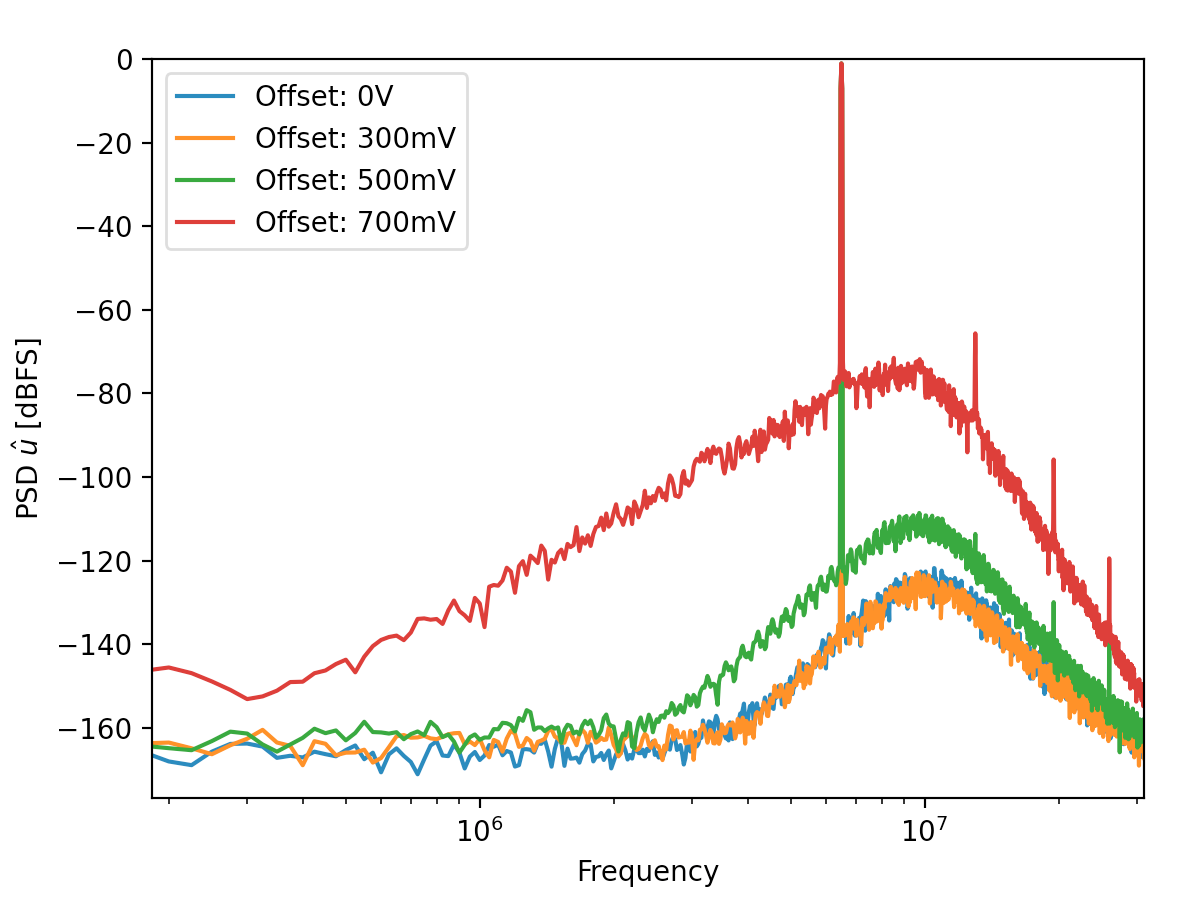 0
−20
−40
−60
−80
−100
−120
−140
−160
PSD û [dBFS]
Offset: 0V
Offset: 300mV
Offset: 500mV
Offset: 700mV
10⁶
10⁷
Frequency